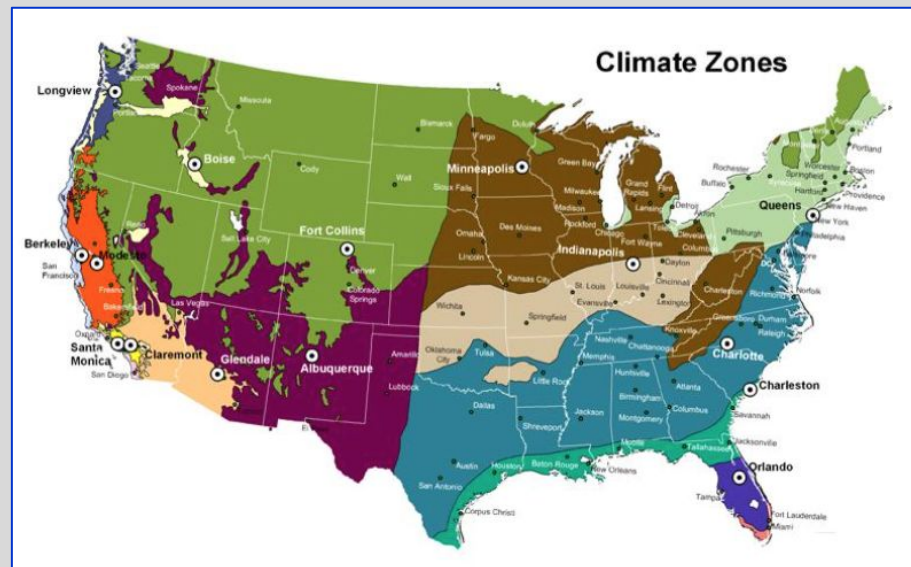 Climate Zones
Seattle
Tacoma
Spokane
Longview
Portland
Missoula
Bismarck
Fargo
Duluth
Boise
Cody
Wall
Minneapolis
Green Bay
Sioux Falls
Milwaukee
Madison
Rockford
Chicago
Grand
Rapids
Flint
Lansing
Detroit
Rochester
Buffalo
Syracuse
Worcester
Springfield
Hartford
Portland
Boston
Providence
New Haven
Queens
New York
Philadelphia
Pittsburgh
Akron
Cleveland
Columbus
Fort Wayne
Indianapolis
Dayton
Cincinnati
Omaha
Lincoln
Des Moines
Reno
Salt Lake City
Fort Collins
Denver
Colorado
Springs
Berkeley
San
Francisco
Modesto
Fresno
Bakersfield
Las Vegas
Kansas City
St. Louis
Evansville
Louisville
Lexington
Charleston
Richmond
Norfolk
Wichita
Springfield
Santa
Monica
Claremont
San Diego
Glendale
Albuquerque
Amarillo
Lubbock
Oklahoma
City
Tulsa
Little Rock
Nashville
Memphis
Chattanooga
Knoxville
Greensboro
Durham
Raleigh
Charlotte
Charleston
Huntsville
Birmingham
Atlanta
Columbus
Montgomery
Jackson
Savannah
Dallas
Shreveport
Austin
San Antonio
Houston
Baton Rouge
New Orleans
Mobile
Tallahassee
Jacksonville
Corpus Christi
Orlando
Tampa
Fort Lauderdale
Miami